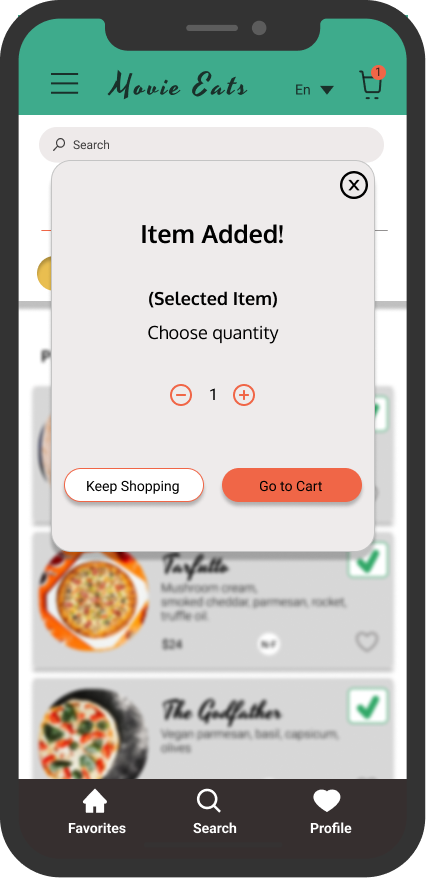 Movie Eats
En
1
Search
Item Added!
(Selected Item)
Choose quantity
1
Keep Shopping
Go to Cart
Tartufto
Mushroom cream,
smoked cheddar, parmesan, rocket,
truffle oil.
$24
The Godfather
Vegan parmesan, basil, capsicum,
olives
Favorites
Search
Profile